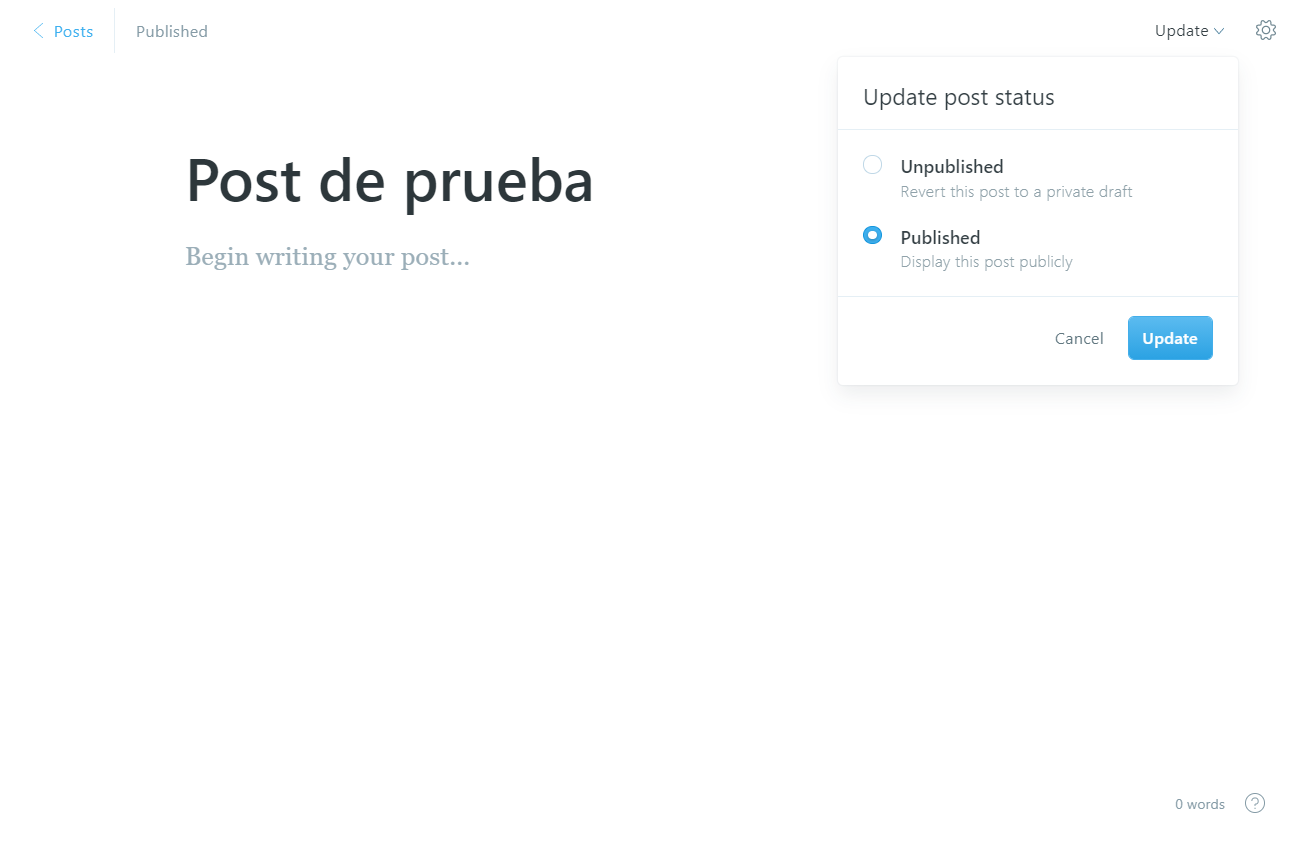 Posts
Published
Update
Update post status
Post de prueba
Begin writing your post...
Unpublished
Revert this post to a private draft
Published
Display this post publicly
Cancel
Update
0 words
?